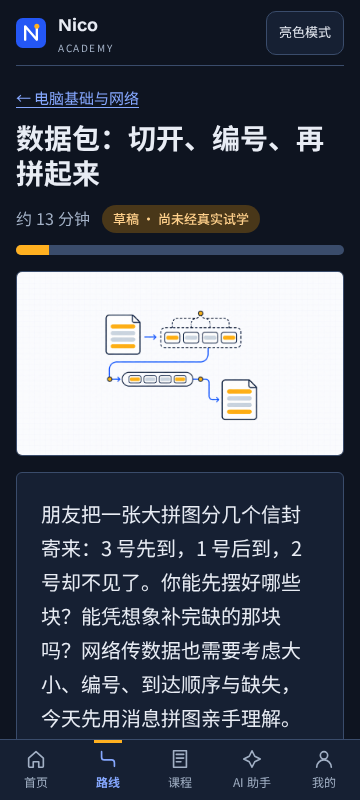 Nico
ACADEMY
亮色模式
← 电脑基础与网络
数据包：切开、编号、再
拼起来
约 13 分钟
草稿 · 尚未经真实试学
朋友把一张大拼图分几个信封
寄来：3 号先到，1 号后到，2
号却不见了。你能先摆好哪些
块？能凭想象补完缺的那块
吗？网络传数据也需要考虑大
小、编号、到达顺序与缺失，
今天先用消息拼图亲手理解。
首页
路线
课程
AI 助手
我的